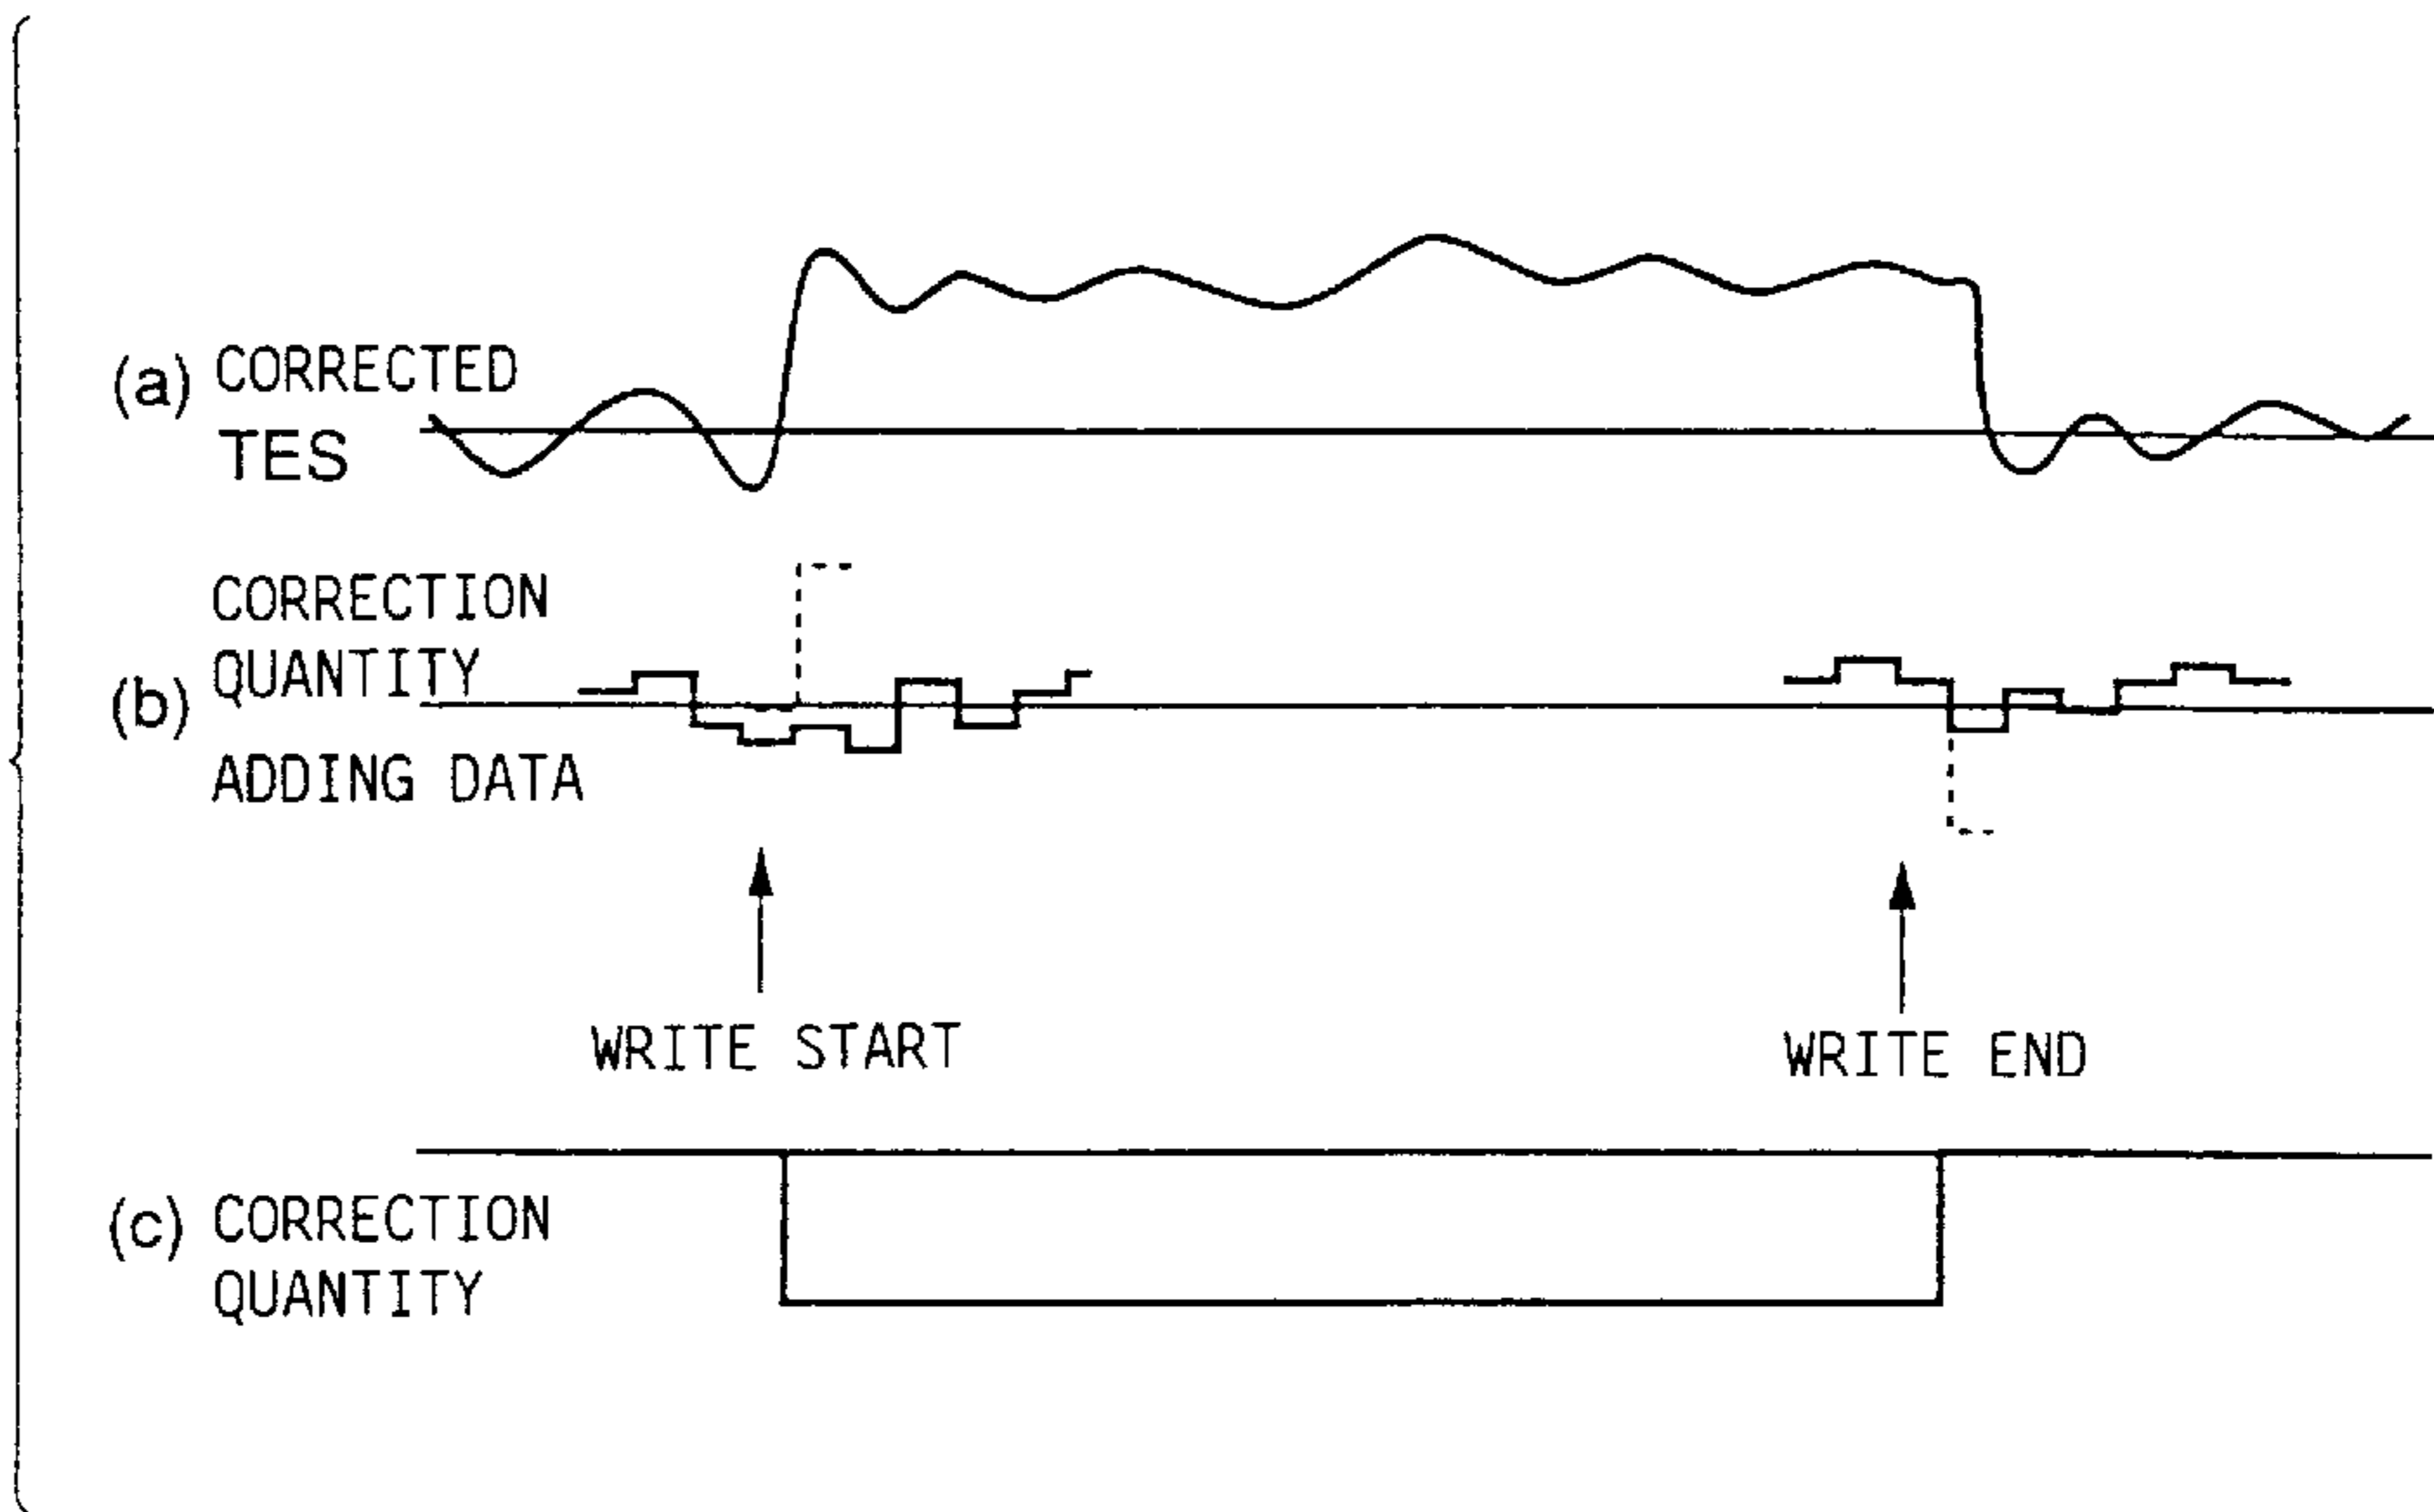 (a) CORRECTED
TES
CORRECTION
(b) QUANTITY
ADDING DATA
WRITE START
WRITE END
(c) CORRECTION
QUANTITY